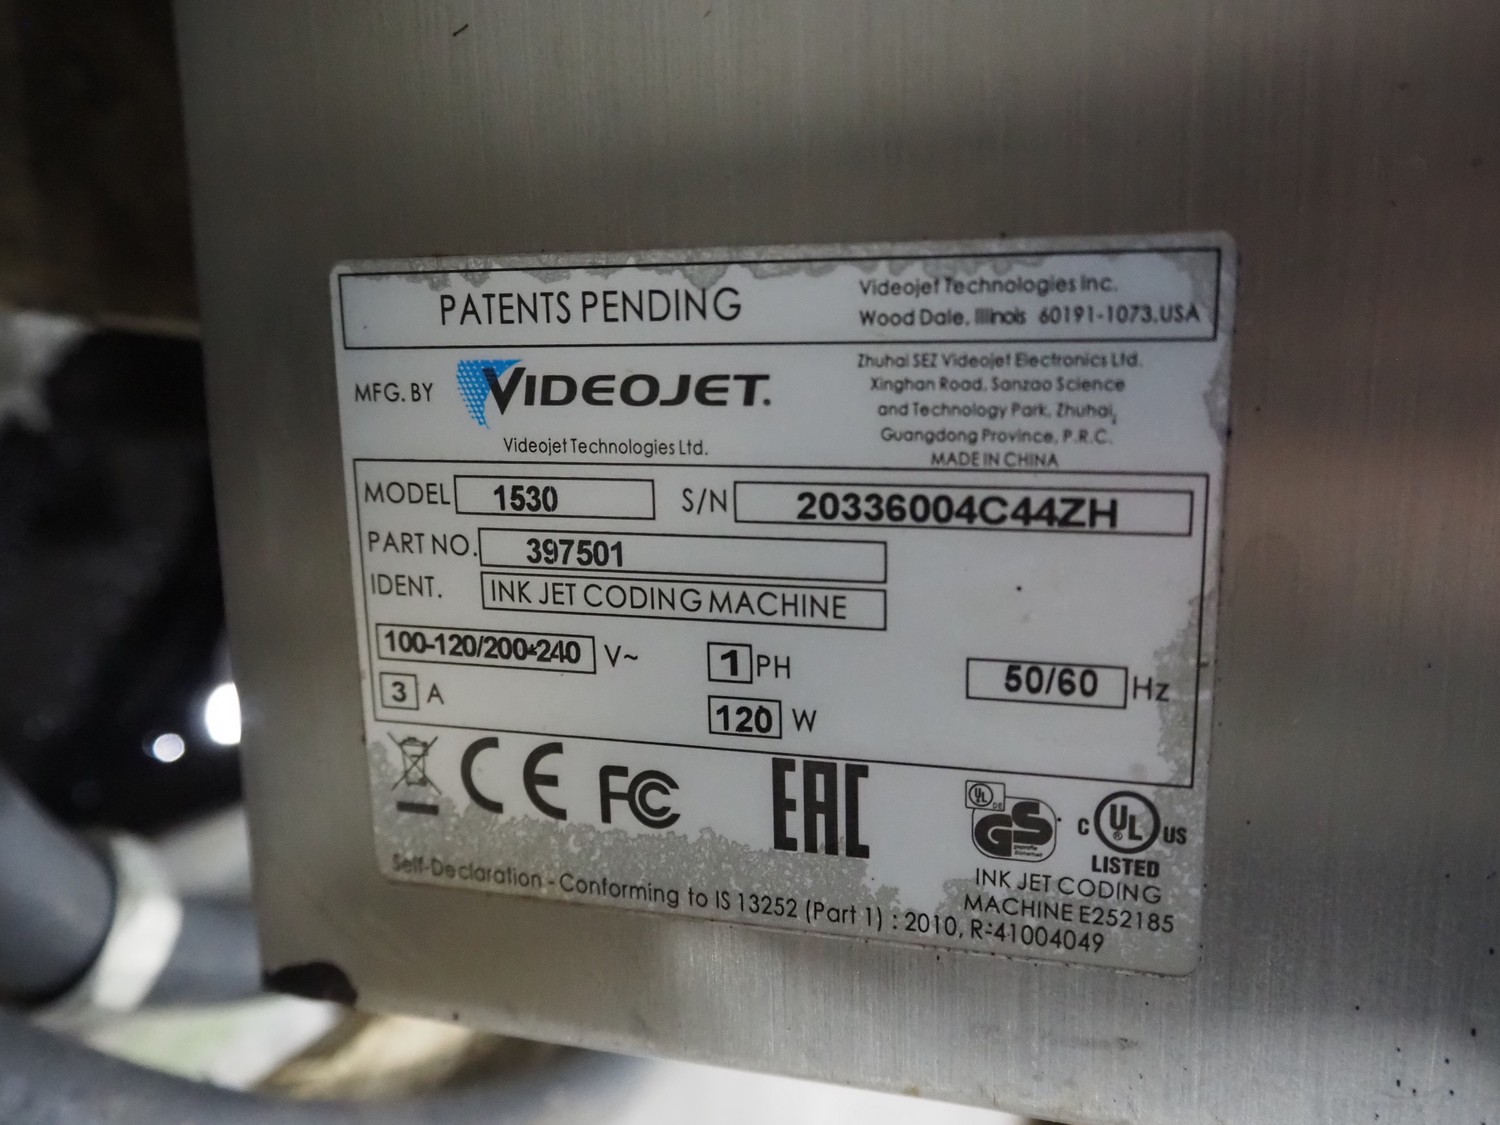 PATENTS PENDING
Videojet Technologies Inc.
Wood Dale, Illinois 60191-1073,USA
MFG. BY VIDEOJET.
Videojet Technologies Ltd.
Zhuhai SEZ Videojet Electronics Ltd.
Xinghan Road, Sanzao Science
and Technology Park, Zhuhai,
Guangdong Province, P.R.C.
MADE IN CHINA
MODEL 1530 S/N 20336004C44ZH
PART NO. 397501
IDENT. INK JET CODING MACHINE
100-120/200-240 V~ 1 PH 50/60 Hz
3 A 120 W
CE FC EAC
UL DE GS
geprüfte
Sicherheit
C UL ® US
LISTED
INK JET CODING
MACHINE E252185
Self-Declaration - Conforming to IS 13252 (Part 1) : 2010, R-41004049